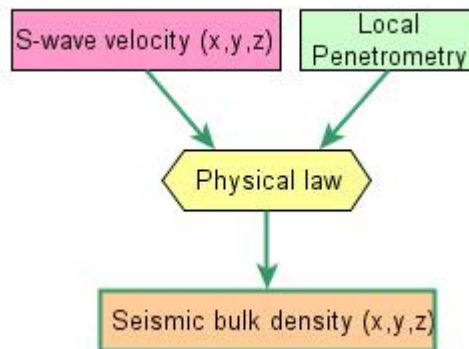 S-wave velocity (x,y,z)
Local
Penetrometry
Physical law
Seismic bulk density (x,y,z)